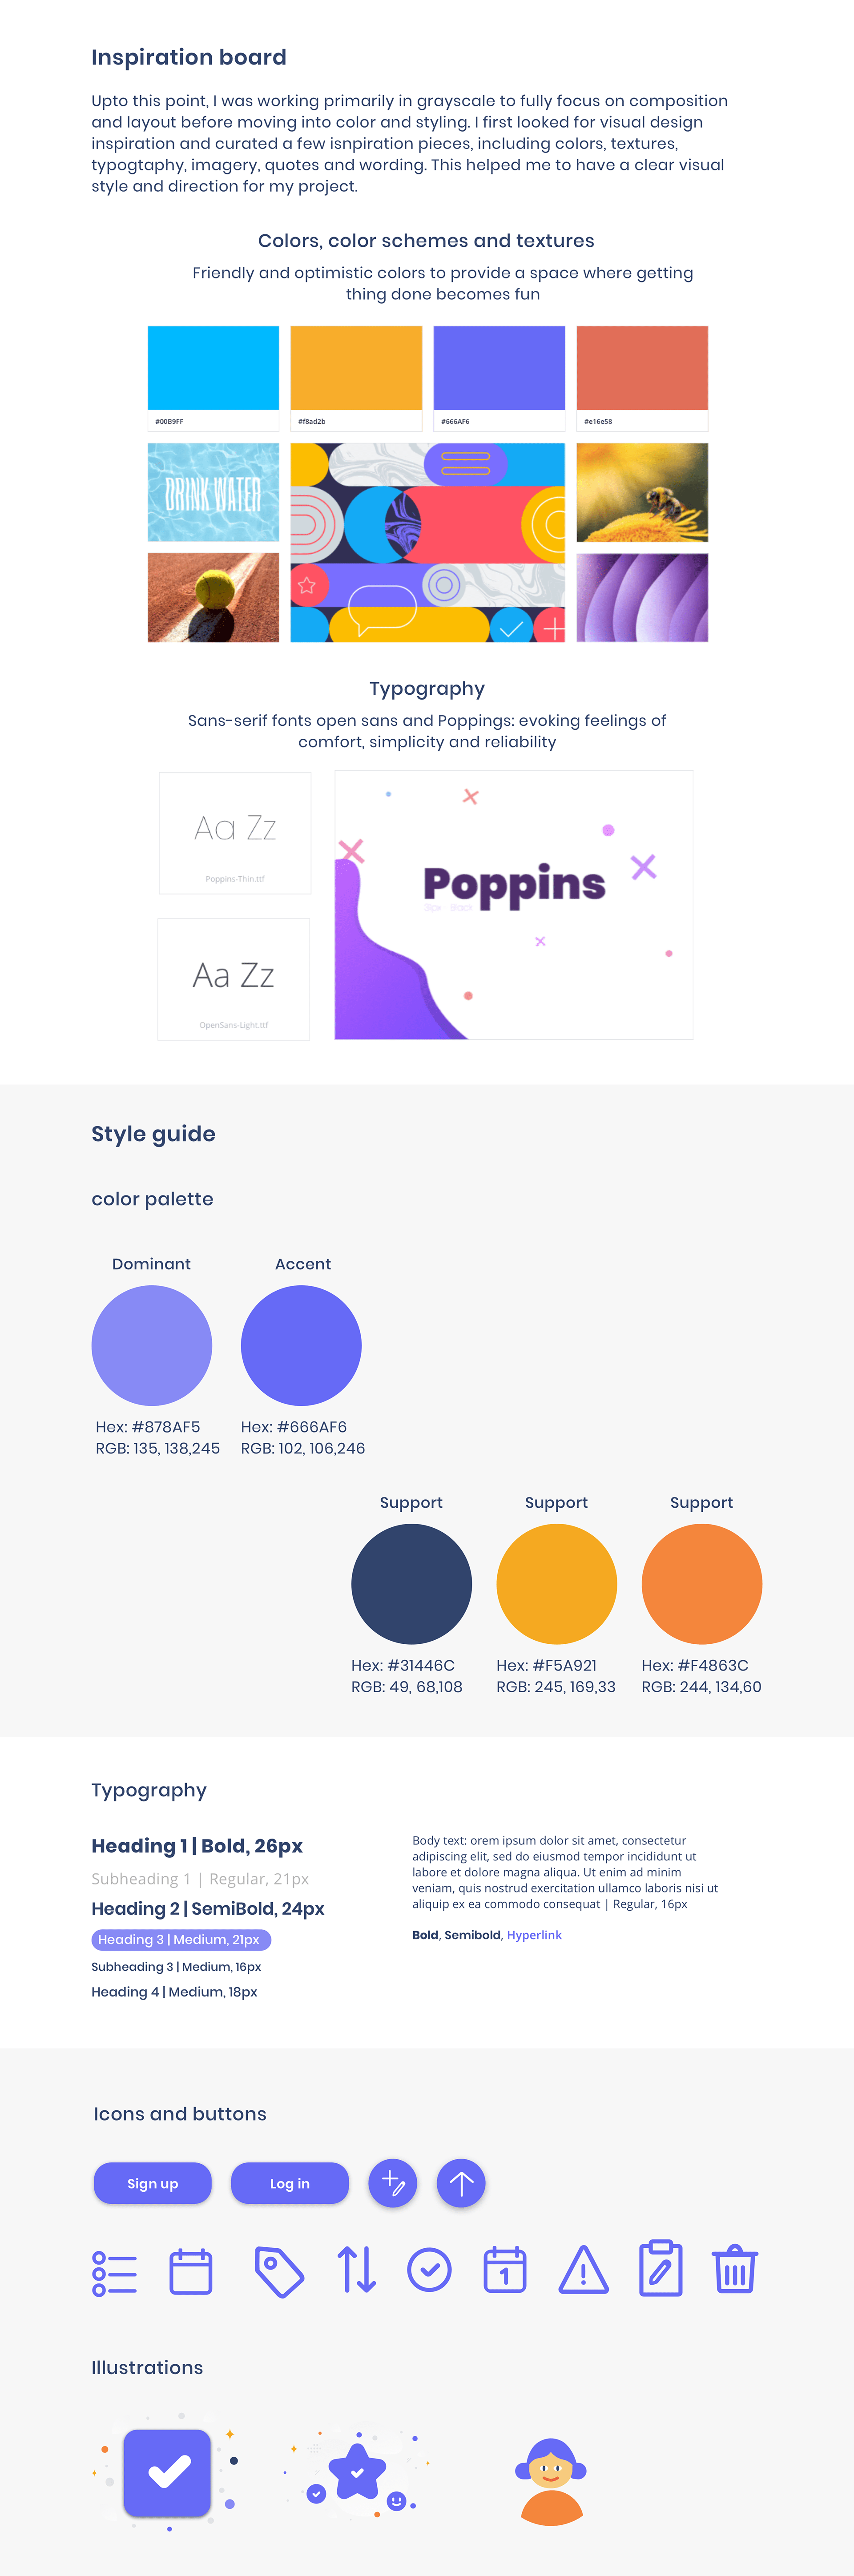 Inspiration board
Upto this point, I was working primarily in grayscale to fully focus on composition
and layout before moving into color and styling. I first looked for visual design
inspiration and curated a few isnpiration pieces, including colors, textures,
typogtaphy, imagery, quotes and wording. This helped me to have a clear visual
style and direction for my project.
Colors, color schemes and textures
Friendly and optimistic colors to provide a space where getting
thing done becomes fun
#00B9FF
#f8ad2b
#666AF6
#e16e58
DRINK WATER
Typography
Sans-serif fonts open sans and Poppings: evoking feelings of
comfort, simplicity and reliability
Aa Zz
Poppins-Thin.ttf
Poppins
Aa Zz
OpenSans-Light.ttf
Style guide
color palette
Dominant
Accent
Hex: #878AF5
RGB: 135, 138,245
Hex: #666AF6
RGB: 102, 106,246
Support
Support
Support
Hex: #31446C
RGB: 49, 68,108
Hex: #F5A921
RGB: 245, 169,33
Hex: #F4863C
RGB: 244, 134,60
Typography
Heading 1 | Bold, 26px
Subheading 1 | Regular, 21px
Heading 2 | SemiBold, 24px
Heading 3 | Medium, 21px
Subheading 3 | Medium, 16px
Heading 4 | Medium, 18px
Body text: orem ipsum dolor sit amet, consectetur
adipiscing elit, sed do eiusmod tempor incididunt ut
labore et dolore magna aliqua. Ut enim ad minim
veniam, quis nostrud exercitation ullamco laboris nisi ut
aliquip ex ea commodo consequat | Regular, 16px
Bold, Semibold, Hyperlink
Icons and buttons
Sign up
Log in
1
Illustrations